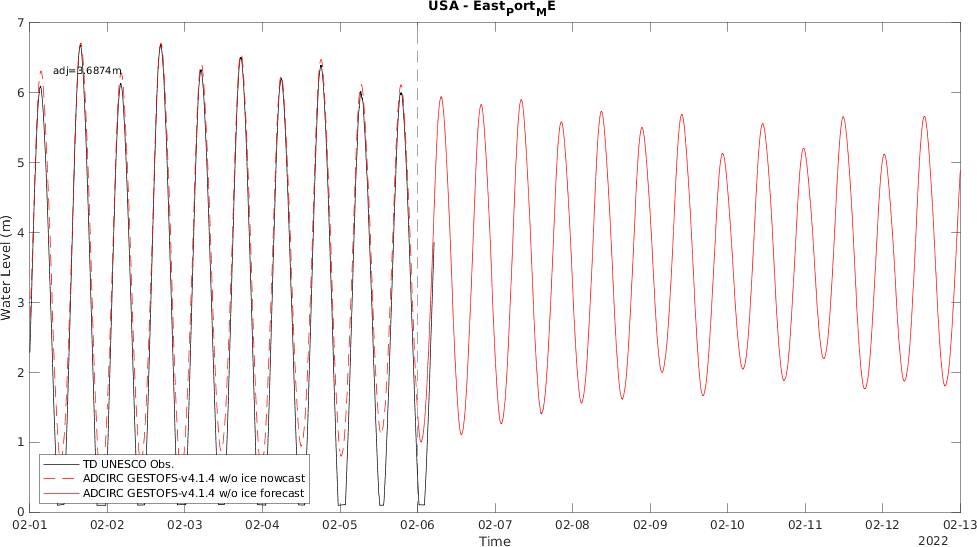 USA - EastPortME
7
6
5
4
3
2
1
0
Water Level (m)
adj=3.6874m
TD UNESCO Obs.
ADCIRC GESTOFS-v4.1.4 w/o ice nowcast
ADCIRC GESTOFS-v4.1.4 w/o ice forecast
02-01 02-02 02-03 02-04 02-05 02-06 02-07 02-08 02-09 02-10 02-11 02-12 02-13
Time
2022